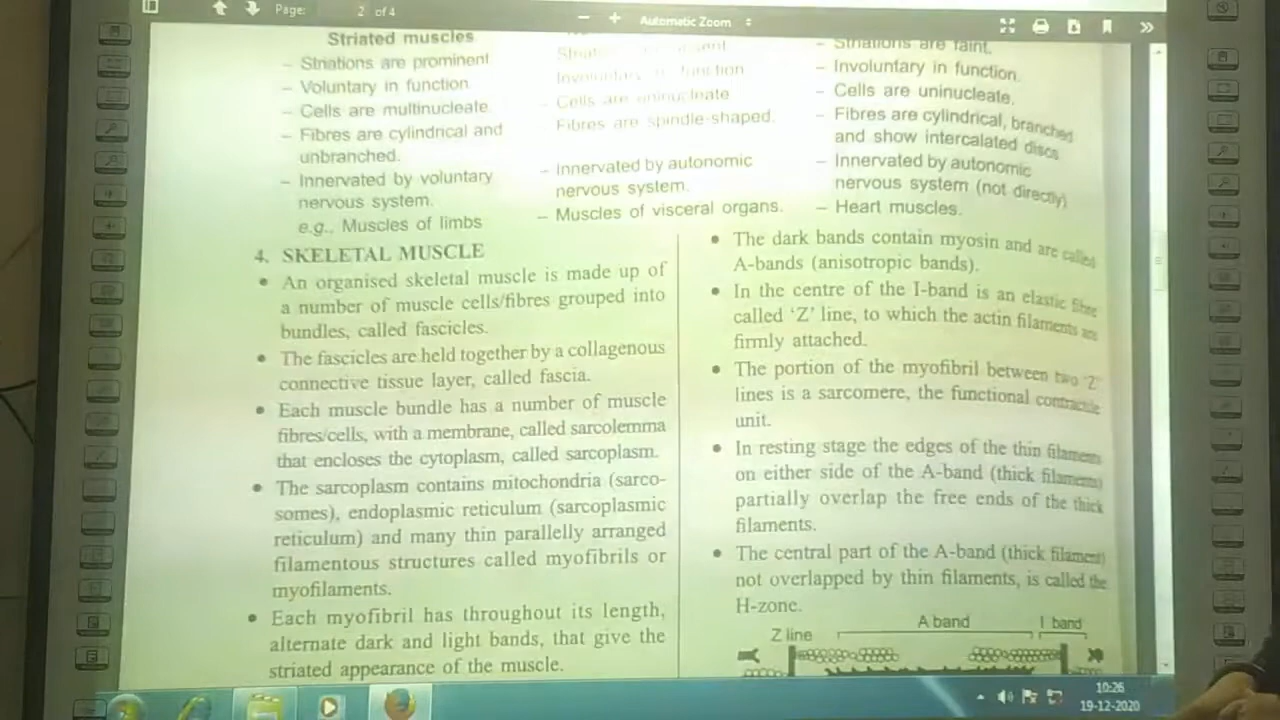 Page: 2 of 4
Automatic Zoom
Striated muscles
– Striations are prominent
– Voluntary in function
– Cells are multinucleate.
– Fibres are cylindrical and
unbranched.
– Innervated by voluntary
nervous system.
e.g., Muscles of limbs
Involuntary in function
– Cells are uninucleate
Fibres are spindle-shaped.
– Innervated by autonomic
nervous system.
– Muscles of visceral organs.
– Striations are faint.
– Involuntary in function.
– Cells are uninucleate.
– Fibres are cylindrical, branched
and show intercalated discs
– Innervated by autonomic
nervous system (not directly)
– Heart muscles.
4. SKELETAL MUSCLE
• An organised skeletal muscle is made up of
a number of muscle cells/fibres grouped into
bundles, called fascicles.
• The fascicles are held together by a collagenous
connective tissue layer, called fascia.
• Each muscle bundle has a number of muscle
fibres/cells, with a membrane, called sarcolemma
that encloses the cytoplasm, called sarcoplasm.
• The sarcoplasm contains mitochondria (sarco-
somes), endoplasmic reticulum (sarcoplasmic
reticulum) and many thin parallelly arranged
filamentous structures called myofibrils or
myofilaments.
• Each myofibril has throughout its length,
alternate dark and light bands, that give the
striated appearance of the muscle.
• The dark bands contain myosin and are called
A-bands (anisotropic bands).
• In the centre of the I-band is an elastic fibre
called ‘Z’ line, to which the actin filaments are
firmly attached.
• The portion of the myofibril between two ‘Z’
lines is a sarcomere, the functional contractile
unit.
• In resting stage the edges of the thin filaments
on either side of the A-band (thick filaments)
partially overlap the free ends of the thick
filaments.
• The central part of the A-band (thick filament)
not overlapped by thin filaments, is called the
H-zone.
Z line A band I band
10:26
19-12-2020